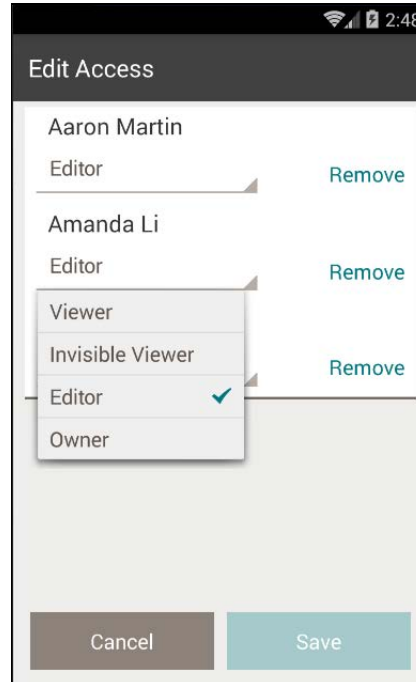 2:48
Edit Access
Aaron Martin
Editor
Remove
Amanda Li
Editor
Remove
Viewer
Invisible Viewer
Remove
Editor
Owner
Cancel
Save